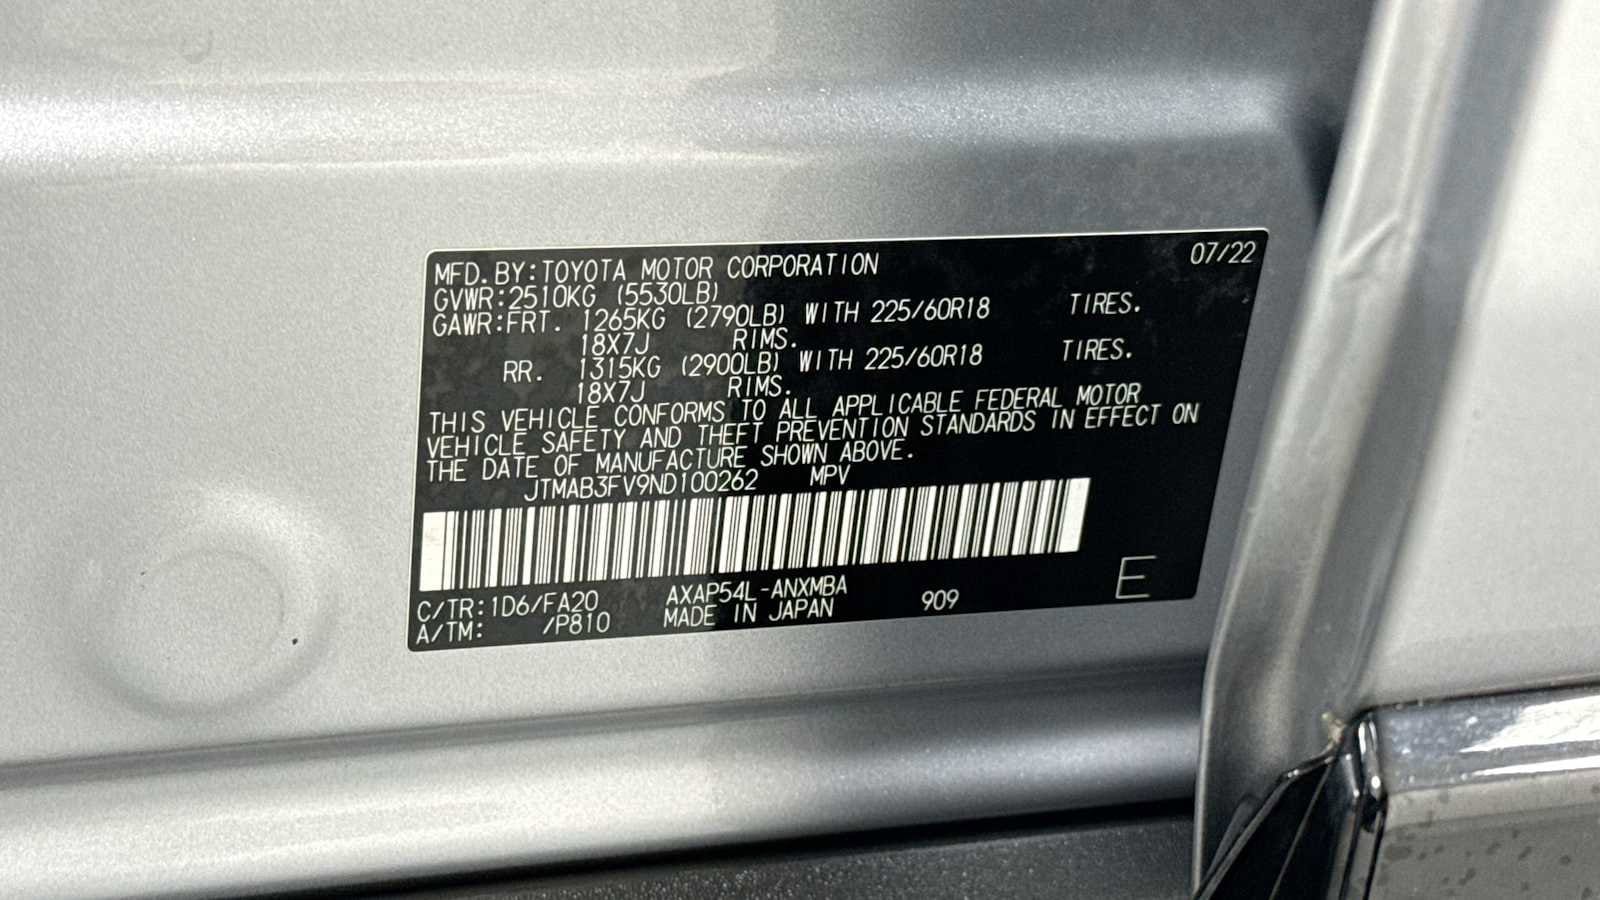 MFD.BY:TOYOTA MOTOR CORPORATION 07/22
GVWR:2510KG (5530LB)
GAWR:FRT. 1265KG (2790LB) WITH 225/60R18 TIRES.
18X7J RIMS.
RR. 1315KG (2900LB) WITH 225/60R18 TIRES.
18X7J RIMS.
THIS VEHICLE CONFORMS TO ALL APPLICABLE FEDERAL MOTOR
VEHICLE SAFETY AND THEFT PREVENTION STANDARDS IN EFFECT ON
THE DATE OF MANUFACTURE SHOWN ABOVE.
JTMAB3FV9ND100262 MPV
C/TR:1D6/FA20 AXAP54L-ANXMBA 909 E
A/TM: /P810 MADE IN JAPAN